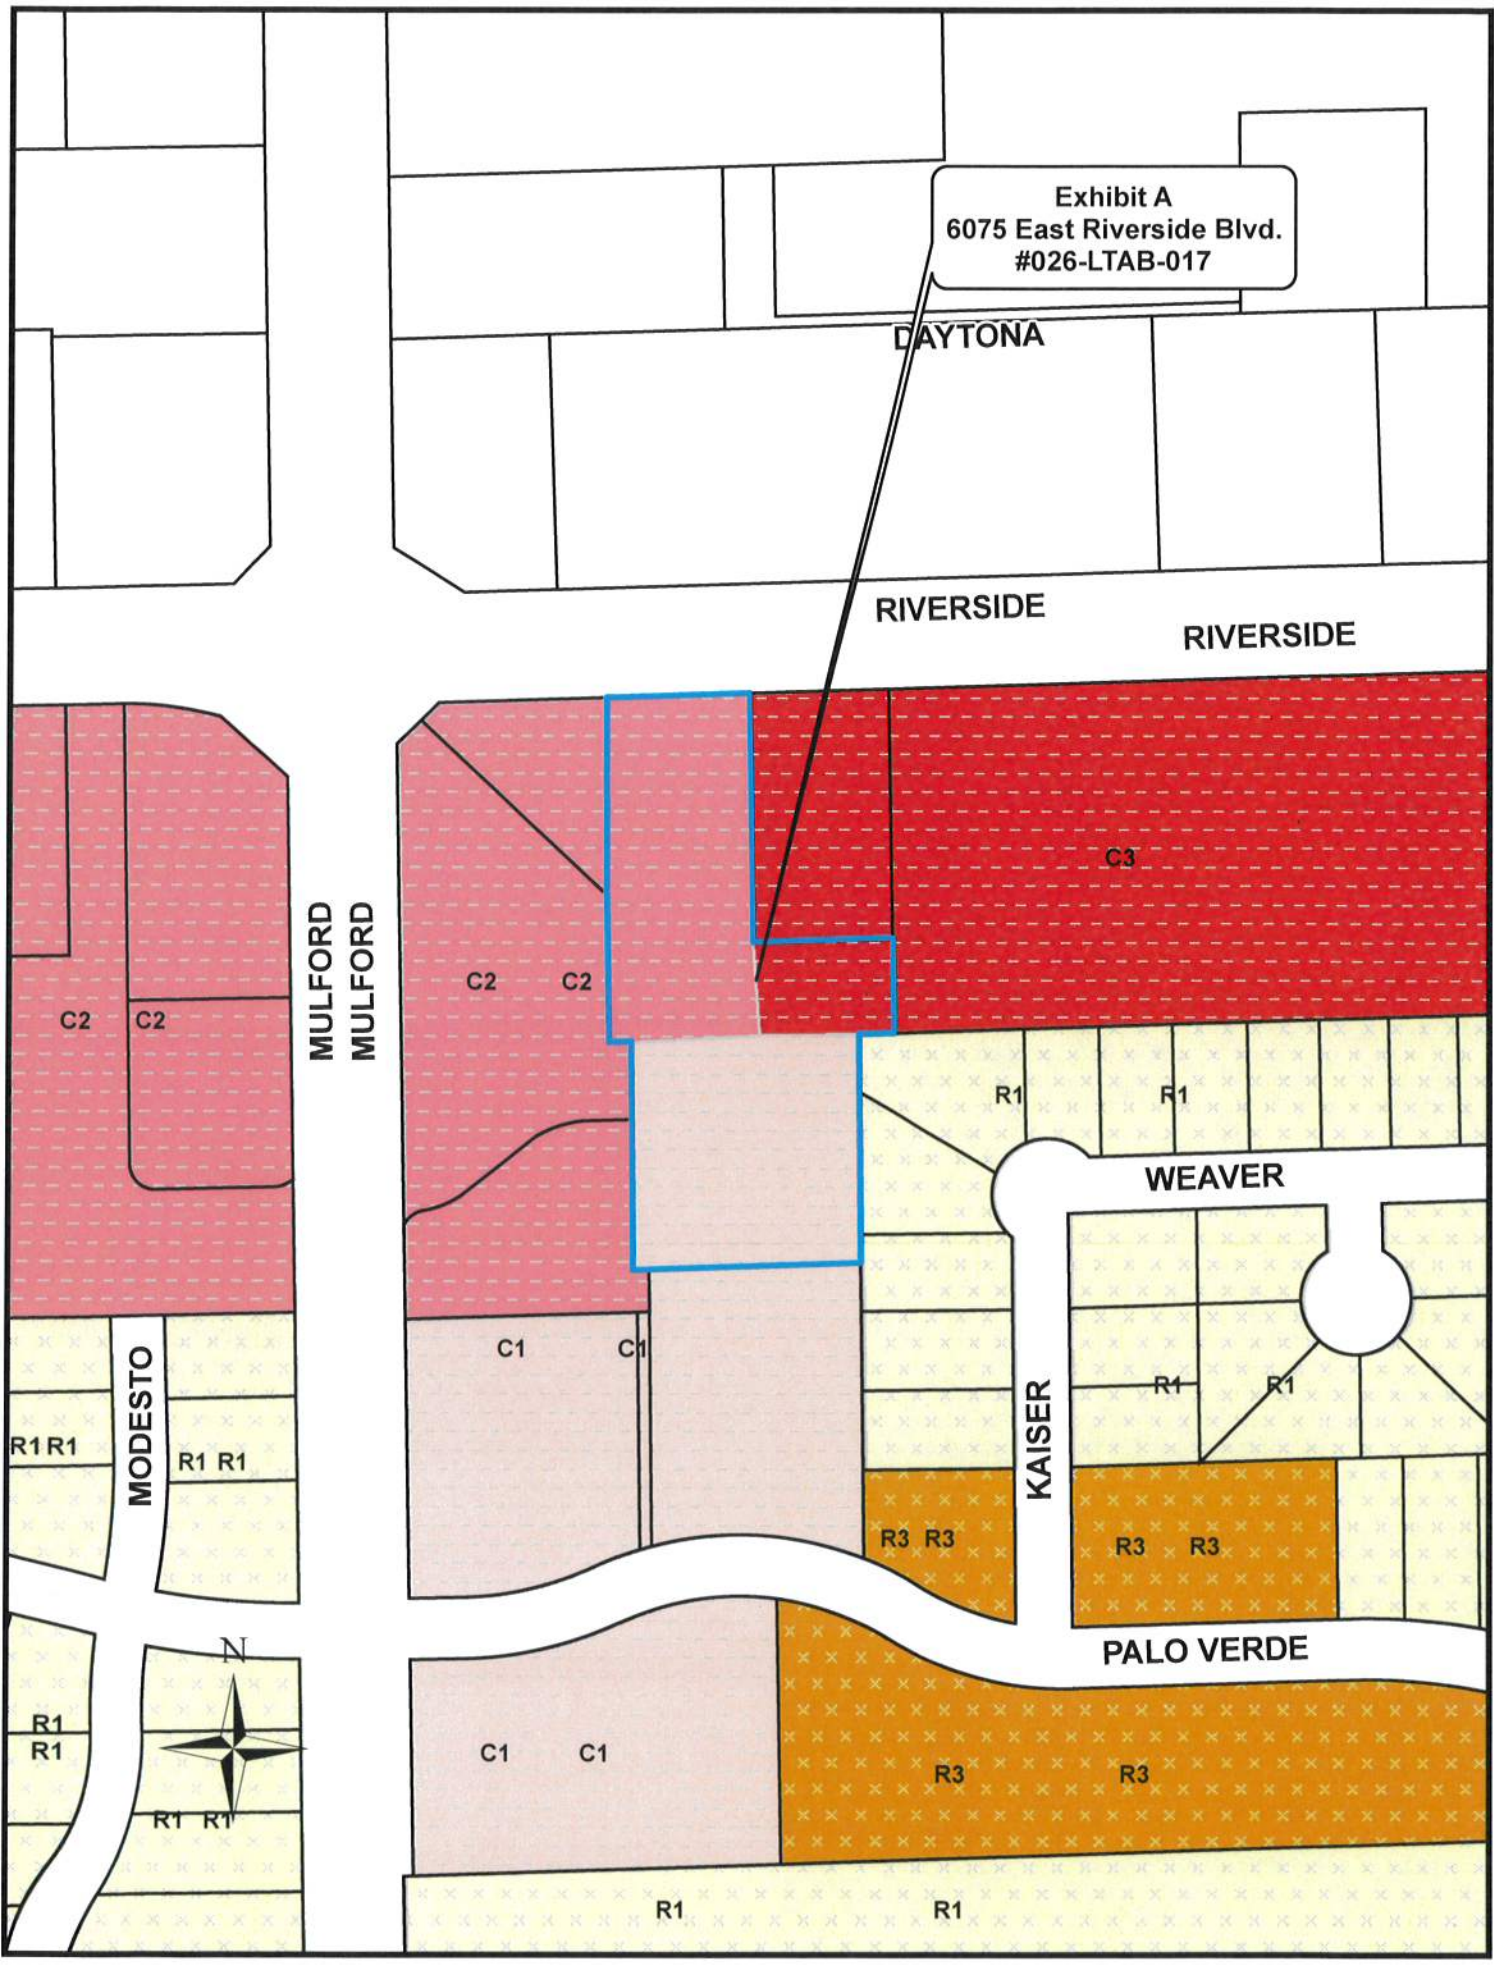 Exhibit A
6075 East Riverside Blvd.
#026-LTAB-017
DAYTONA
RIVERSIDE
RIVERSIDE
C3
MULFORD
MULFORD
C2
C2
C2
C2
R1
R1
WEAVER
C1
C1
MODESTO
KAISER
R1
R1
R1 R1
R1 R1
R3 R3
R3
R3
PALO VERDE
N
R1
R1
C1
C1
R3
R3
R1
R1
R1
R1